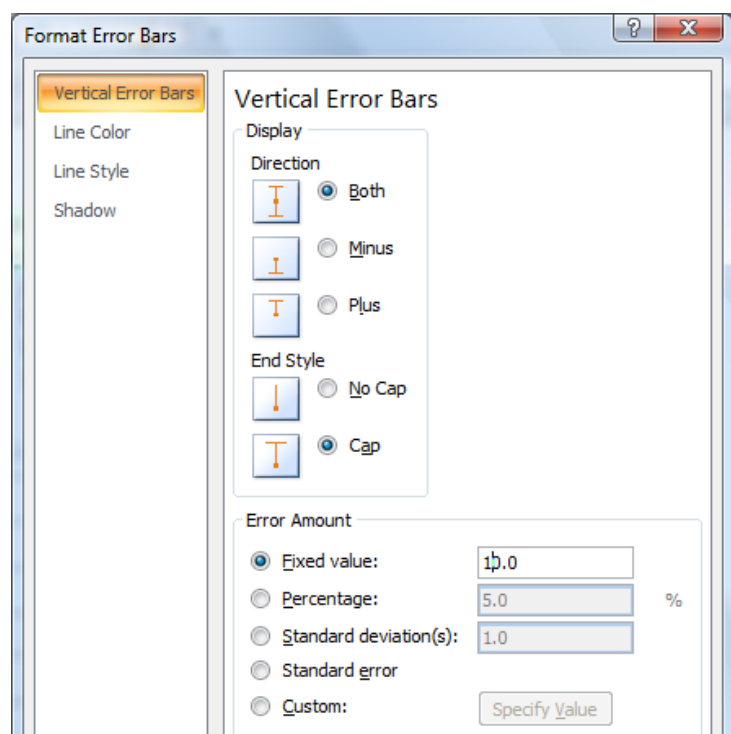 Format Error Bars
Vertical Error Bars
Line Color
Line Style
Shadow
Vertical Error Bars
Display
Direction
Both
Minus
Plus
End Style
No Cap
Cap
Error Amount
Fixed value: 10.0
Percentage: 5.0 %
Standard deviation(s): 1.0
Standard error
Custom: Specify Value